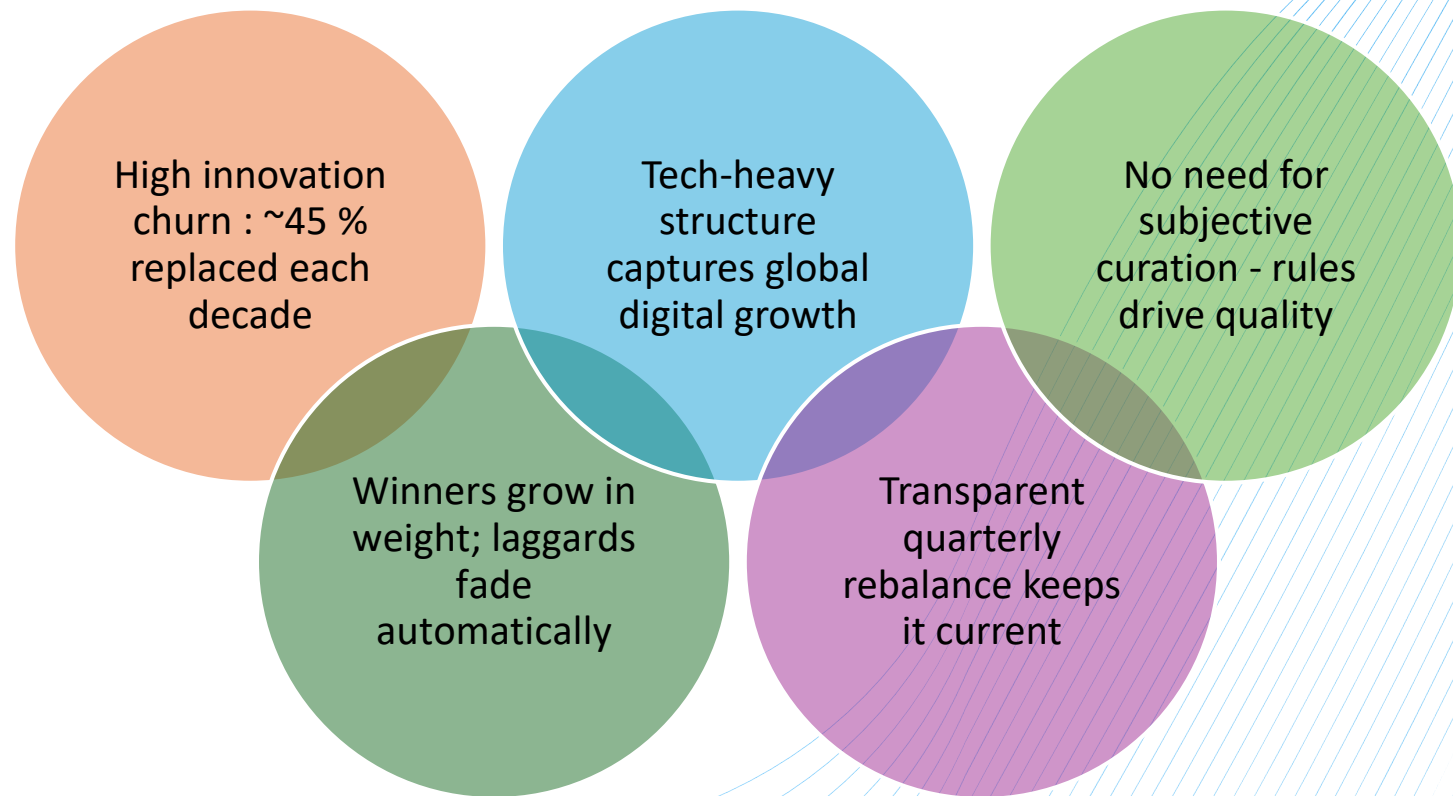 High innovation
churn : ~45 %
replaced each
decade
Tech-heavy
structure
captures global
digital growth
No need for
subjective
curation - rules
drive quality
Winners grow in
weight; laggards
fade
automatically
Transparent
quarterly
rebalance keeps
it current